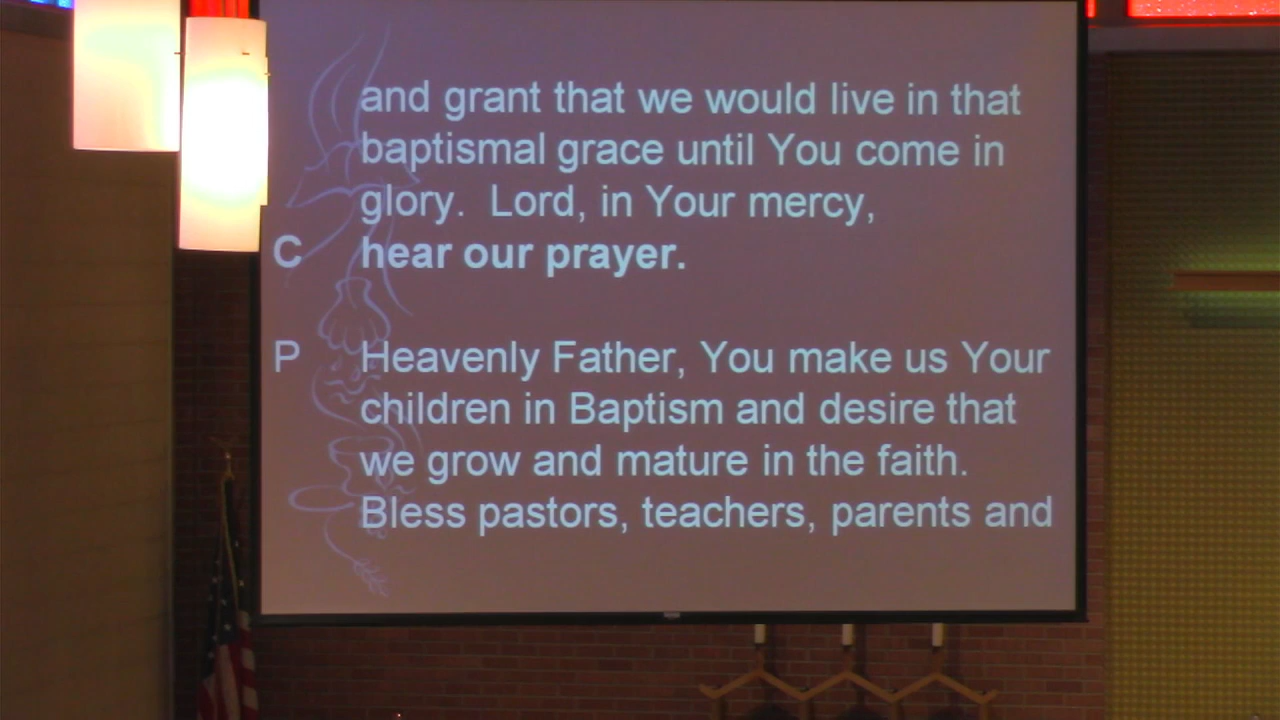 and grant that we would live in that
baptismal grace until You come in
glory.  Lord, in Your mercy,
C hear our prayer.
P Heavenly Father, You make us Your
children in Baptism and desire that
we grow and mature in the faith.
Bless pastors, teachers, parents and